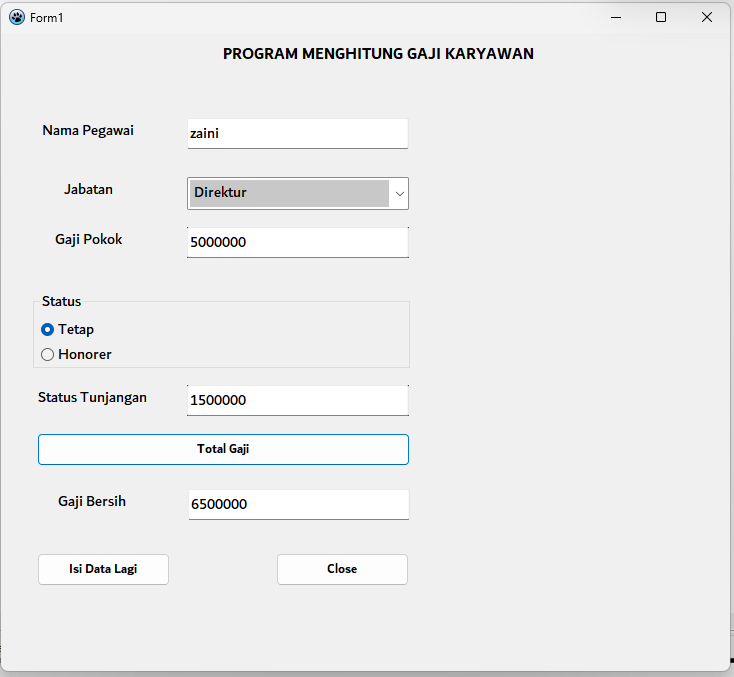 Form1
PROGRAM MENGHITUNG GAJI KARYAWAN
Nama Pegawai zaini
Jabatan Direktur
Gaji Pokok 5000000
Status
Tetap
Honorer
Status Tunjangan 1500000
Total Gaji
Gaji Bersih 6500000
Isi Data Lagi Close